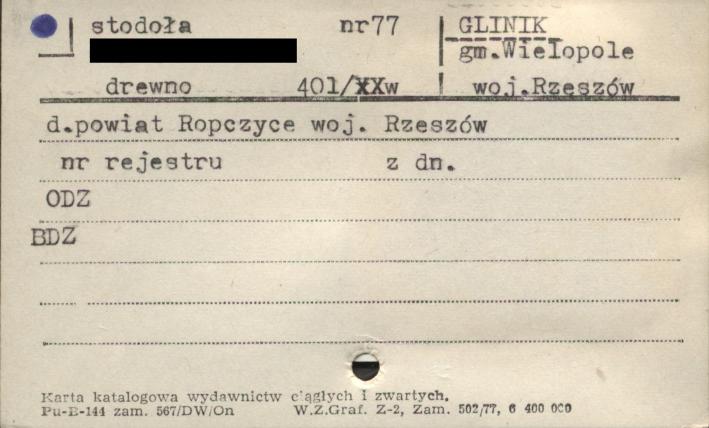 stodoła nr77 GLINIK
gm.Wielopole
drewno 40l/XXw woj.Rzeszów
d.powiat Ropczyce woj. Rzeszów
nr rejestru z dn.
ODZ
BDZ
Karta katalogowa wydawnictw ciągłych i zwartych.
Pu-B-144 zam. 567/DW/On W.Z.Graf. Z-2, Zam. 502/77, 6 400 000